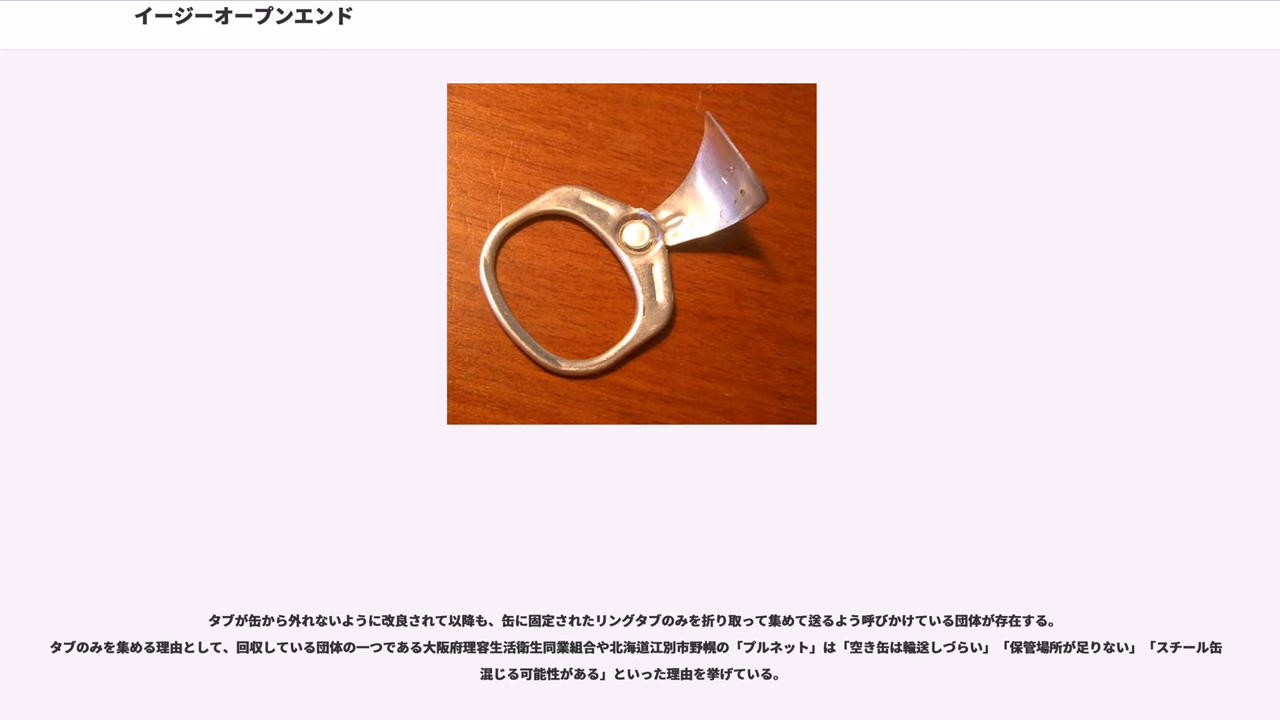 イージーオープンエンド
タブが缶から外れないように改良されて以降も、缶に固定されたリングタブのみを折り取って集めて送るよう呼びかけている団体が存在する。
タブのみを集める理由として、回収している団体の一つである大阪府理容生活衛生同業組合や北海道江別市野幌の「プルネット」は「空き缶は輸送しづらい」「保管場所が足りない」「スチール缶
混じる可能性がある」といった理由を挙げている。